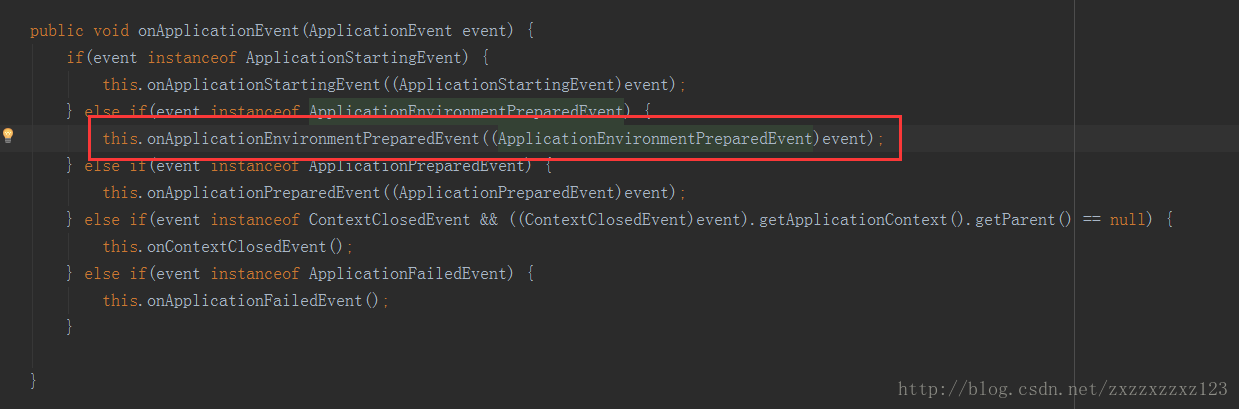 public void onApplicationEvent(ApplicationEvent event) {
if(event instanceof ApplicationStartingEvent) {
this.onApplicationStartingEvent((ApplicationStartingEvent)event);
} else if(event instanceof ApplicationEnvironmentPreparedEvent) {
this.onApplicationEnvironmentPreparedEvent((ApplicationEnvironmentPreparedEvent)event);
} else if(event instanceof ApplicationPreparedEvent) {
this.onApplicationPreparedEvent((ApplicationPreparedEvent)event);
} else if(event instanceof ContextClosedEvent && ((ContextClosedEvent)event).getApplicationContext().getParent() == null) {
this.onContextClosedEvent();
} else if(event instanceof ApplicationFailedEvent) {
this.onApplicationFailedEvent();
}
}
http://blog.csdn.net/zxzzxzzxz123